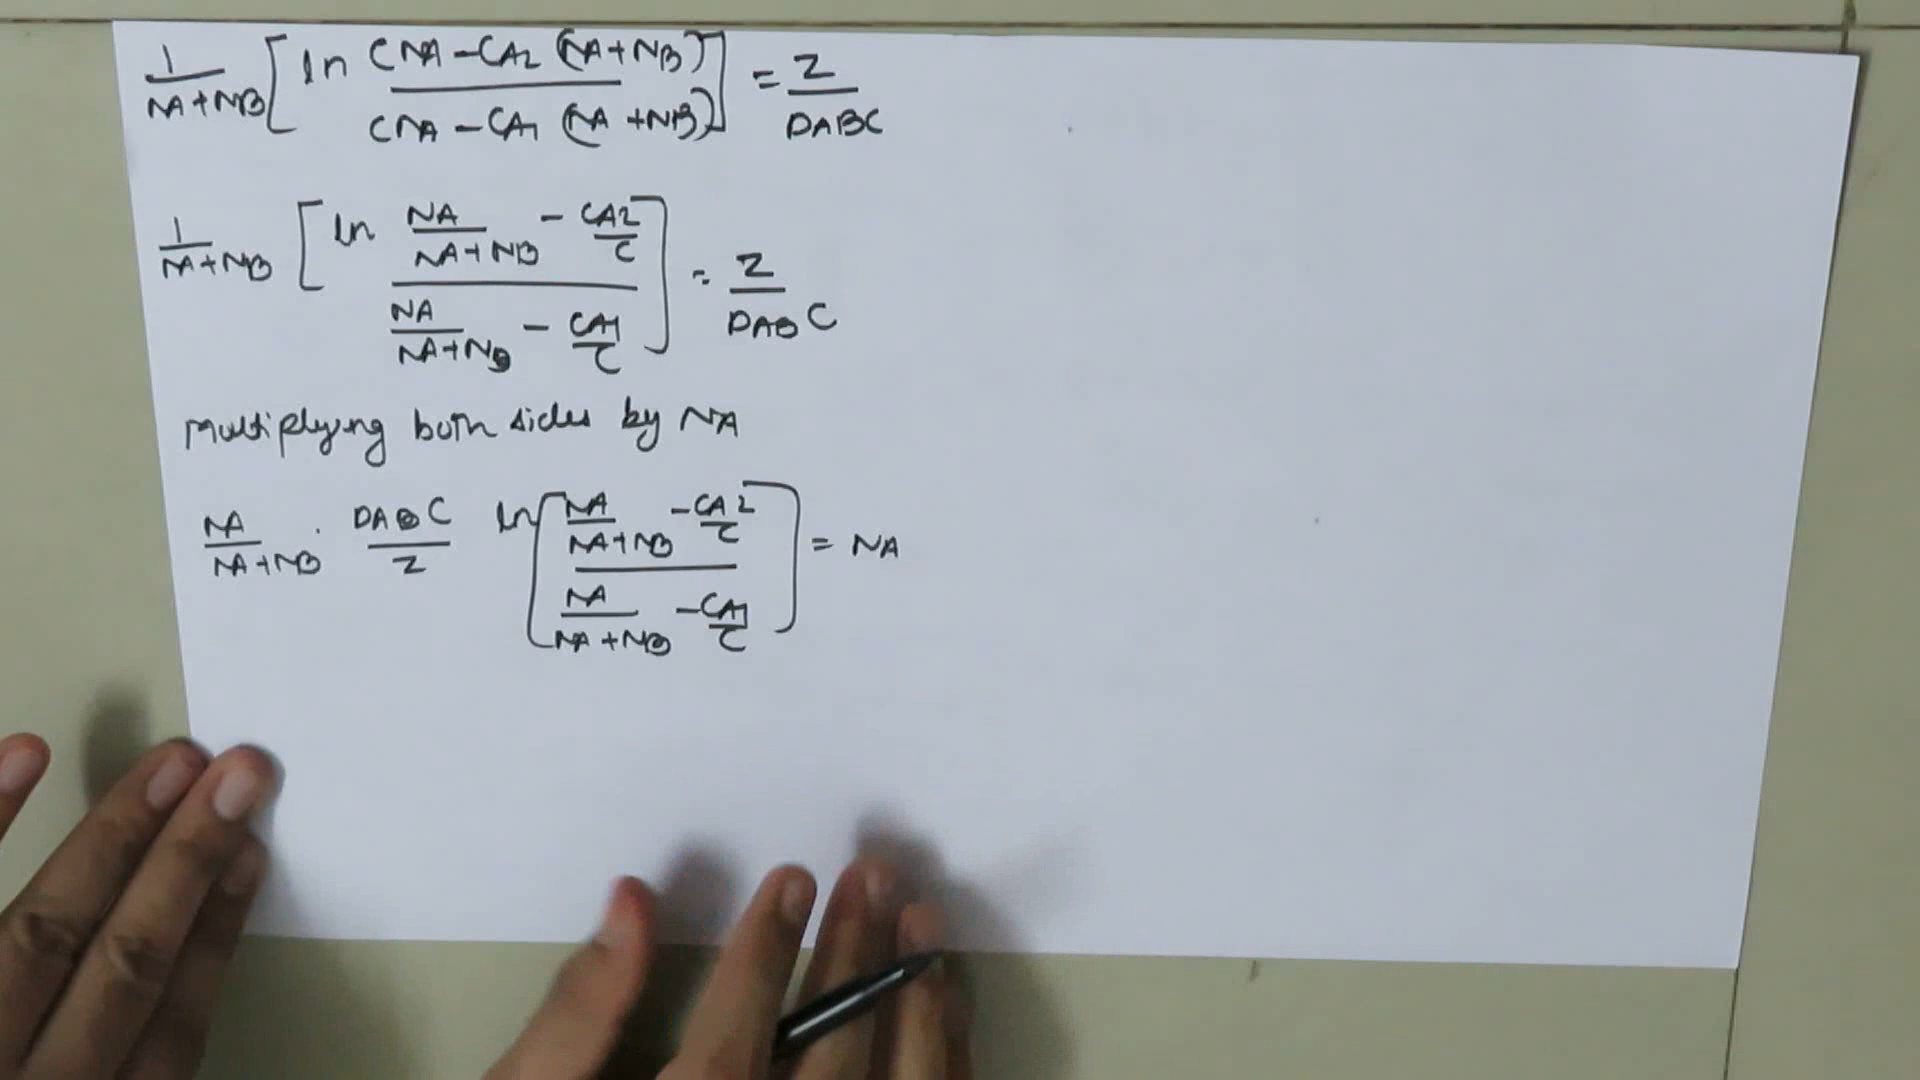 1/(NA+NB) [ln (CNA-CA2(NA+NB))/(CNA-CA1(NA+NB))] = Z/DABC
1/(NA+NB) [ln (NA/(NA+NB) - CA2/C)/(NA/(NA+NB) - CA1/C)] = Z/DABC
Multiplying both sides by NA
NA/(NA+NB) . DABC/Z ln[(NA/(NA+NB) - CA2/C)/(NA/(NA+NB) - CA1/C)] = NA